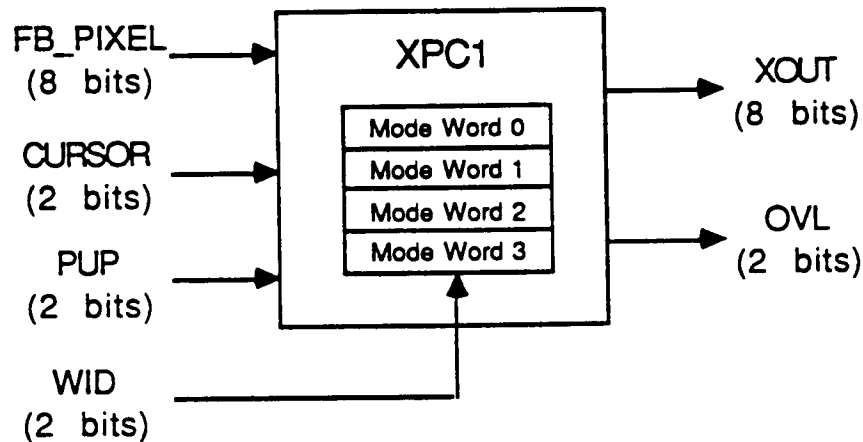 FB_PIXEL
(8 bits)
CURSOR
(2 bits)
PUP
(2 bits)
WID
(2 bits)
XPC1
Mode Word 0
Mode Word 1
Mode Word 2
Mode Word 3
XOUT
(8 bits)
OVL
(2 bits)